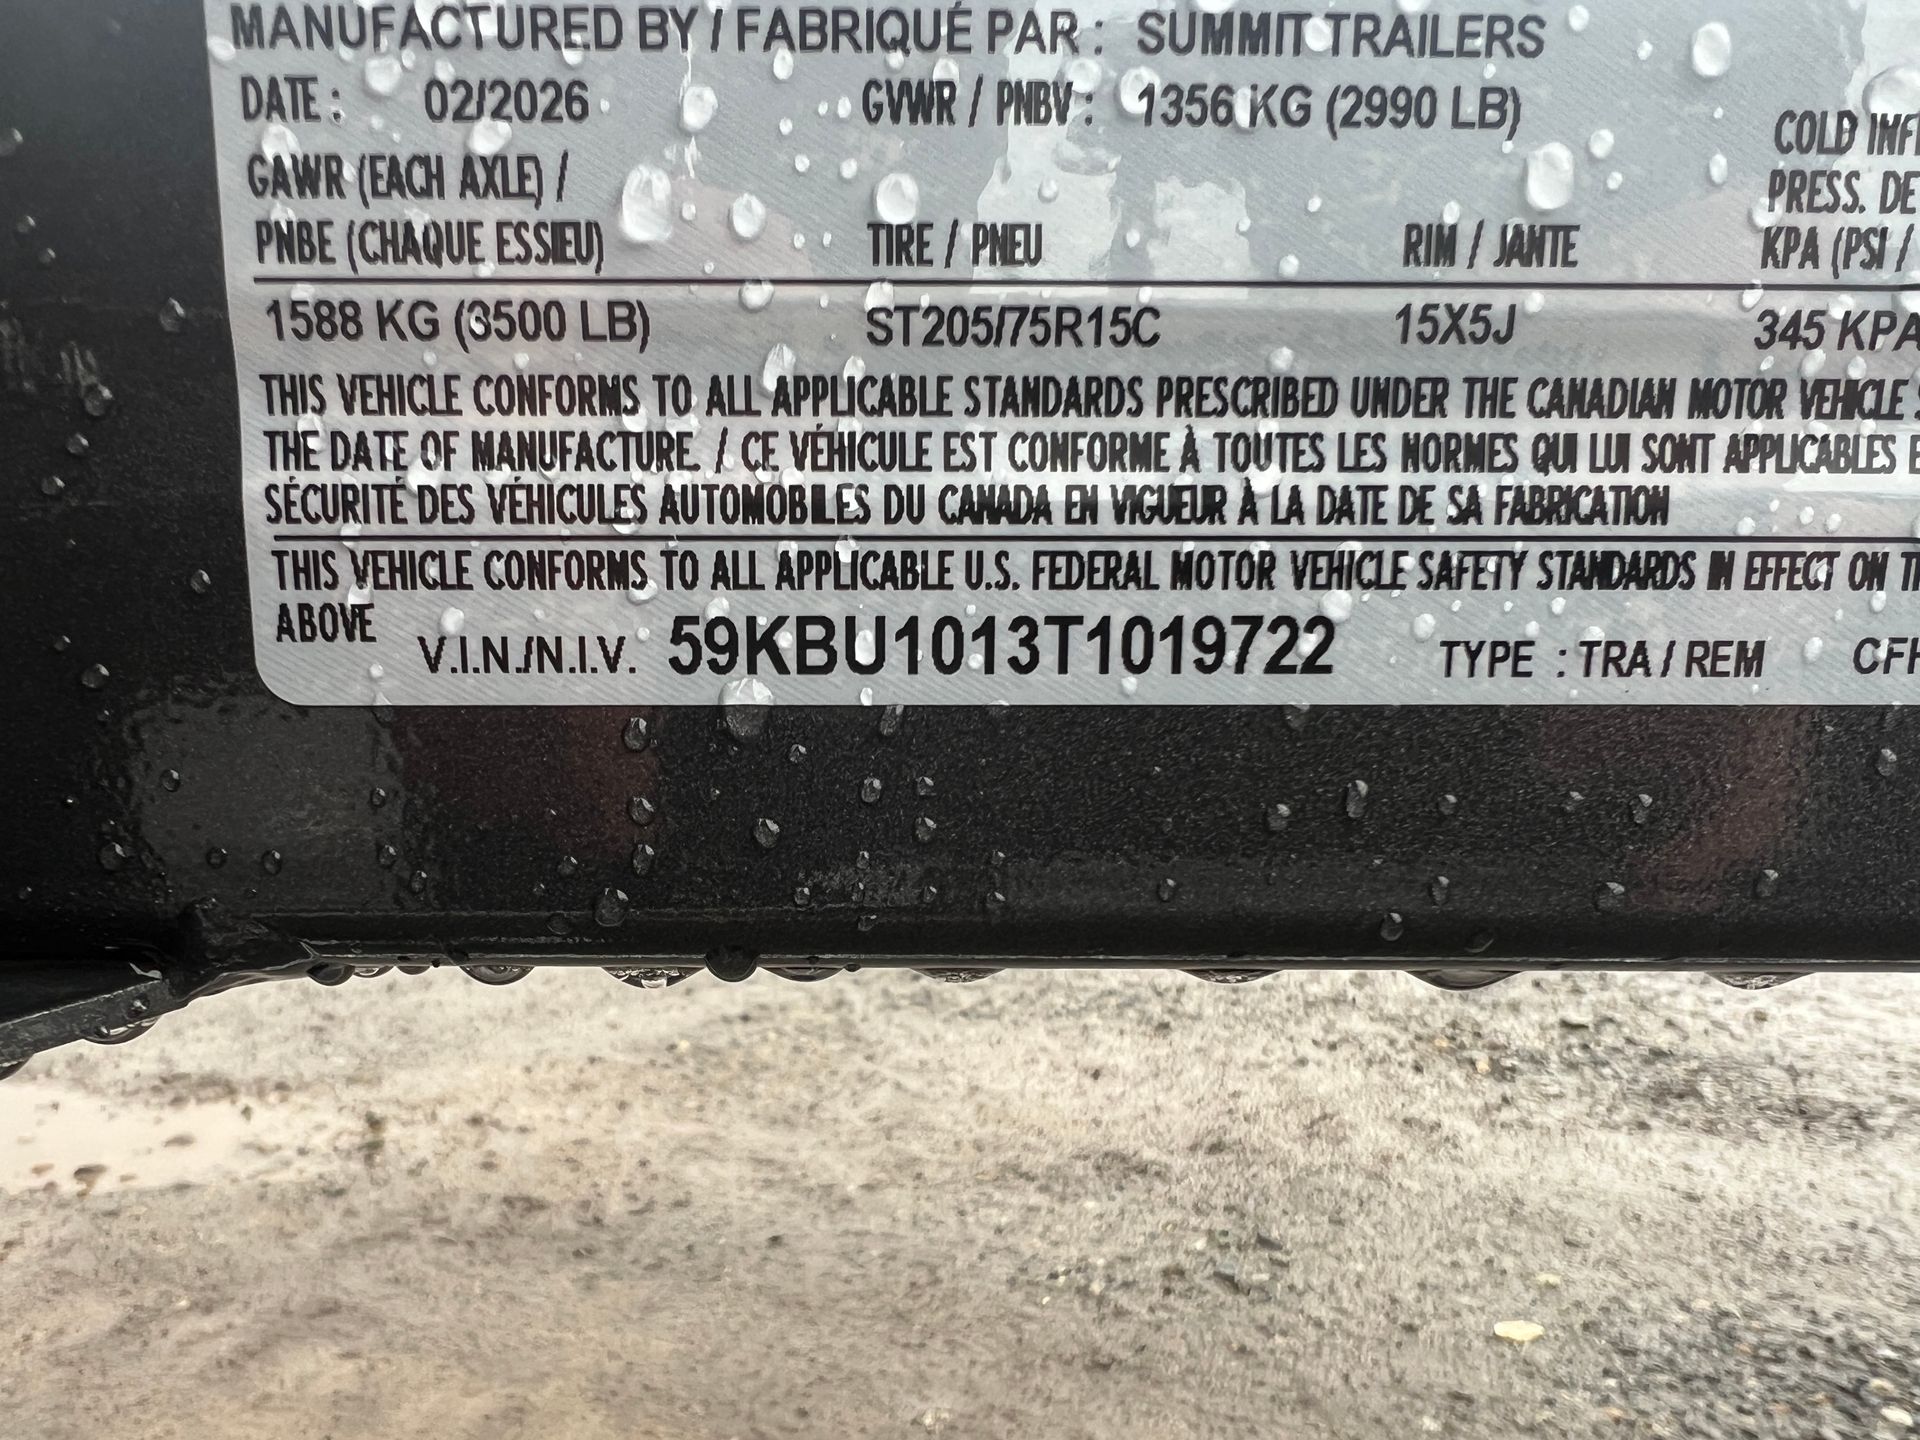 MANUFACTURED BY / FABRIQUÉ PAR : SUMMIT TRAILERS
DATE : 02/2026 GVWR / PNBV : 1356 KG (2990 LB)
COLD INF
GAWR (EACH AXLE) / PRESS. DE
PNBE (CHAQUE ESSIEU) TIRE / PNEU RIM / JANTE KPA (PSI /
1588 KG (3500 LB) ST205/75R15C 15X5J 345 KPA
THIS VEHICLE CONFORMS TO ALL APPLICABLE STANDARDS PRESCRIBED UNDER THE CANADIAN MOTOR VEHICLE S
THE DATE OF MANUFACTURE. / CE VÉHICULE EST CONFORME À TOUTES LES NORMES QUI LUI SONT APPLICABLES E
SÉCURITÉ DES VÉHICULES AUTOMOBILES DU CANADA EN VIGUEUR À LA DATE DE SA FABRICATION
THIS VEHICLE CONFORMS TO ALL APPLICABLE U.S. FEDERAL MOTOR VEHICLE SAFETY STANDARDS IN EFFECT ON T
ABOVE
V.I.N./N.I.V. 59KBU1013T1019722 TYPE : TRA / REM CFH